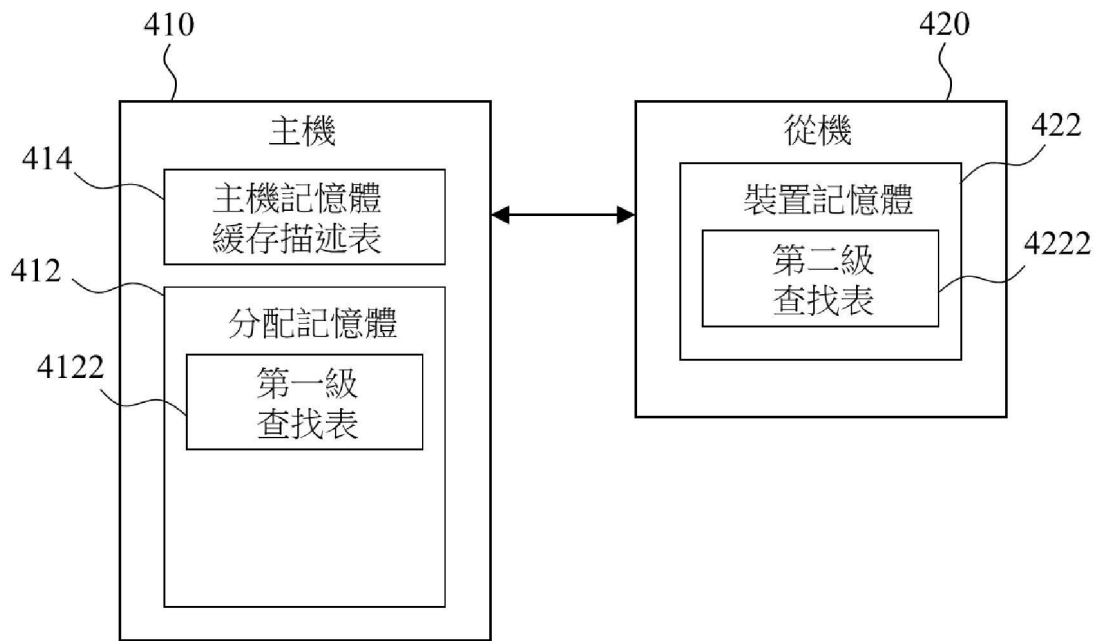 410
420
主機
從機
414
主機記憶體
緩存描述表
422
裝置記憶體
4222
第二級
查找表
412
分配記憶體
4122
第一級
查找表